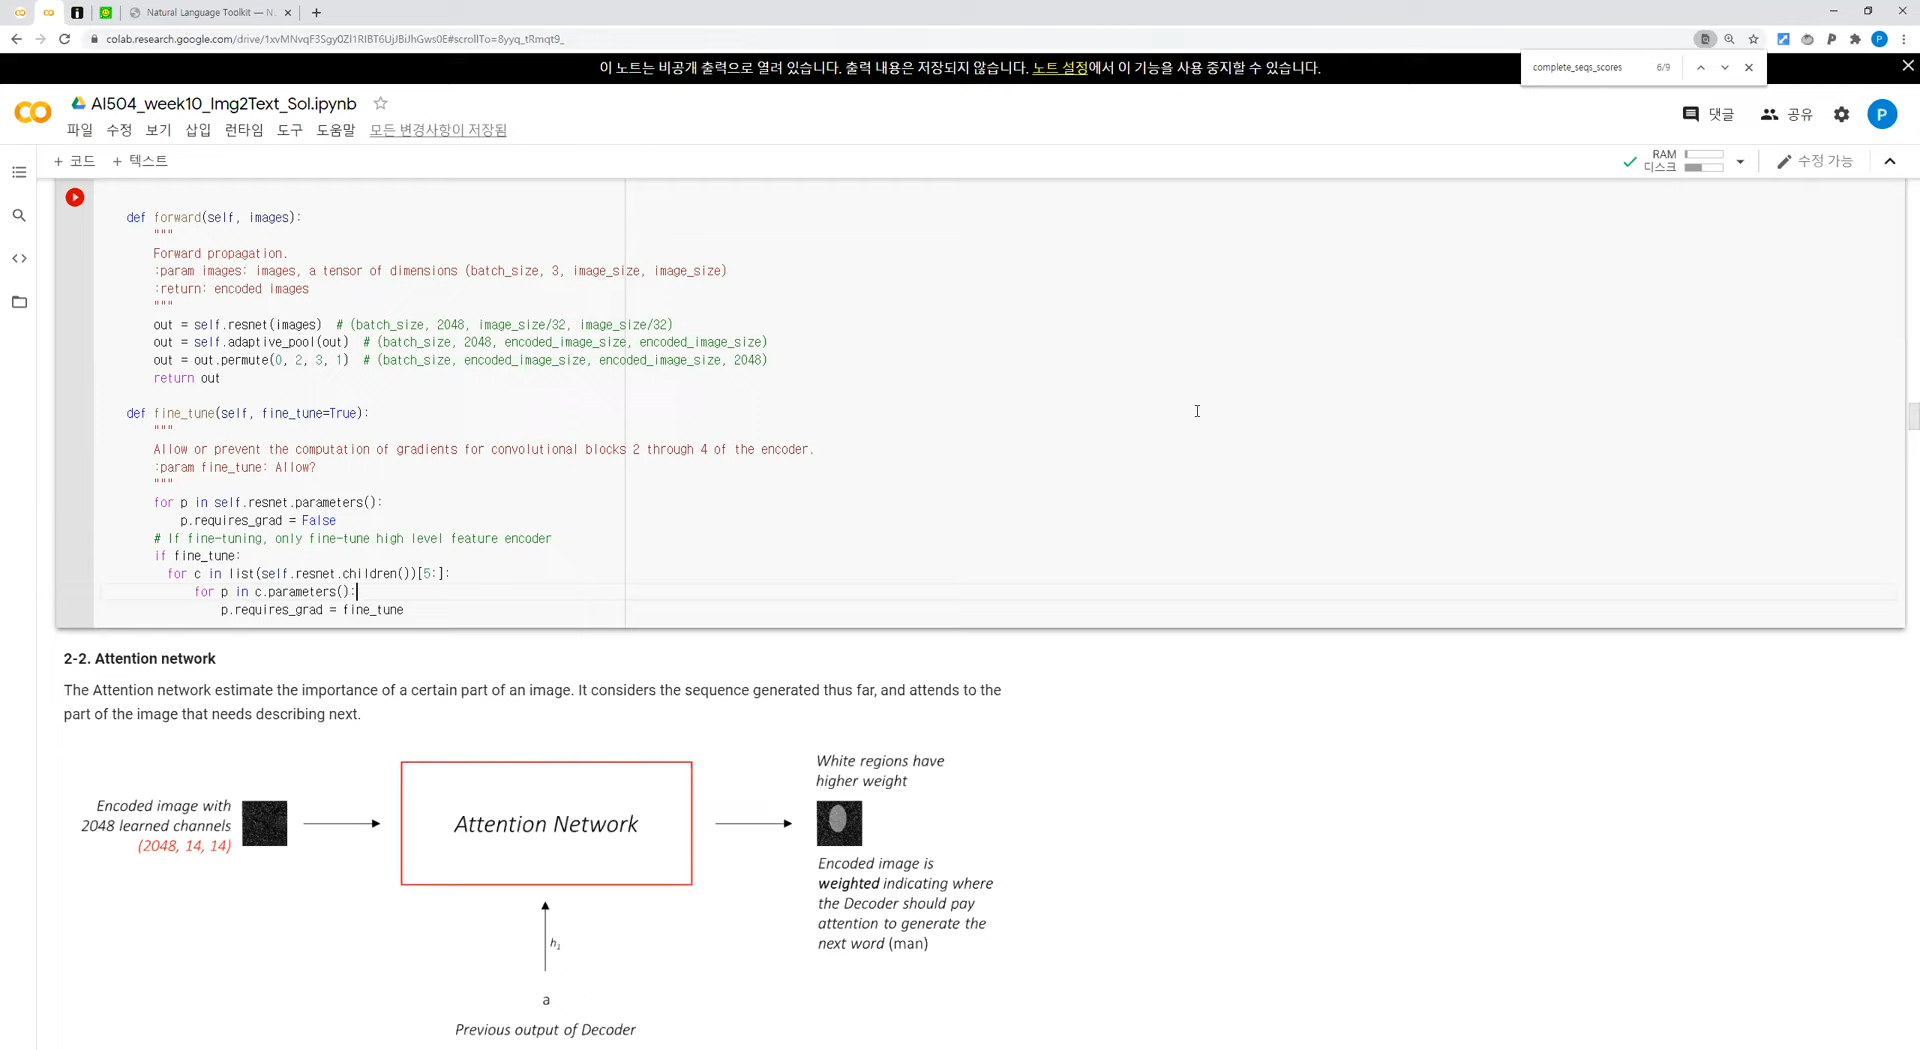 Natural Language Toolkit — N.
colab.research.google.com/drive/1xvMNvqF3Sgy0Zl1RIBT6UjJBiJhGws0E#scrollTo=8yyq_tRmqt9_
이 노트는 비공개 출력으로 열려 있습니다. 출력 내용은 저장되지 않습니다. 노트 설정에서 이 기능을 사용 중지할 수 있습니다.
complete_seqs_scores 6/9
AI504_week10_Img2Text_Sol.ipynb
파일 수정 보기 삽입 런타임 도구 도움말 모든 변경사항이 저장됨
댓글 공유 P
+ 코드 + 텍스트
RAM
디스크
수정 가능
def forward(self, images):
"""
Forward propagation.
:param images: images, a tensor of dimensions (batch_size, 3, image_size, image_size)
:return: encoded images
"""
out = self.resnet(images) # (batch_size, 2048, image_size/32, image_size/32)
out = self.adaptive_pool(out) # (batch_size, 2048, encoded_image_size, encoded_image_size)
out = out.permute(0, 2, 3, 1) # (batch_size, encoded_image_size, encoded_image_size, 2048)
return out
def fine_tune(self, fine_tune=True):
"""
Allow or prevent the computation of gradients for convolutional blocks 2 through 4 of the encoder.
:param fine_tune: Allow?
"""
for p in self.resnet.parameters():
p.requires_grad = False
# If fine-tuning, only fine-tune high level feature encoder
if fine_tune:
for c in list(self.resnet.children())[5:]:
for p in c.parameters():
p.requires_grad = fine_tune
2-2. Attention network
The Attention network estimate the importance of a certain part of an image. It considers the sequence generated thus far, and attends to the
part of the image that needs describing next.
White regions have
higher weight
Encoded image with
2048 learned channels
(2048, 14, 14)
Attention Network
Encoded image is
weighted indicating where
the Decoder should pay
attention to generate the
next word (man)
h₁
a
Previous output of Decoder